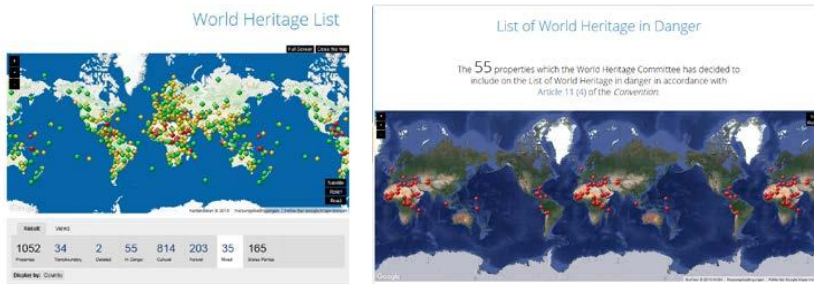 World Heritage List
Full Screen Close the map
Satellite
Road
Result Views
1052 34 2 55 814 203 35 165
Properties Transboundary Delisted In Danger Cultural Natural Mixed States Parties
Display by: Country
List of World Heritage in Danger
The 55 properties which the World Heritage Committee has decided to
include on the List of World Heritage in danger in accordance with
Article 11 (4) of the Convention
Google